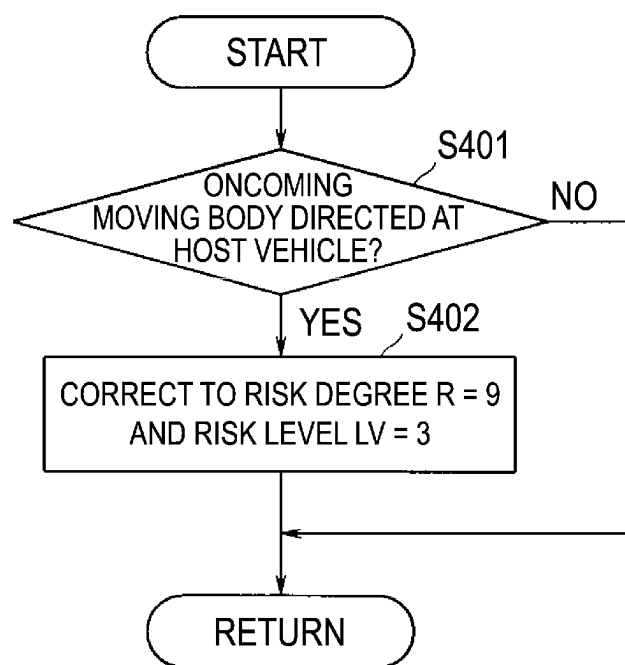 START
S401
ONCOMING
MOVING BODY DIRECTED AT
HOST VEHICLE?
NO
YES
S402
CORRECT TO RISK DEGREE R = 9
AND RISK LEVEL LV = 3
RETURN